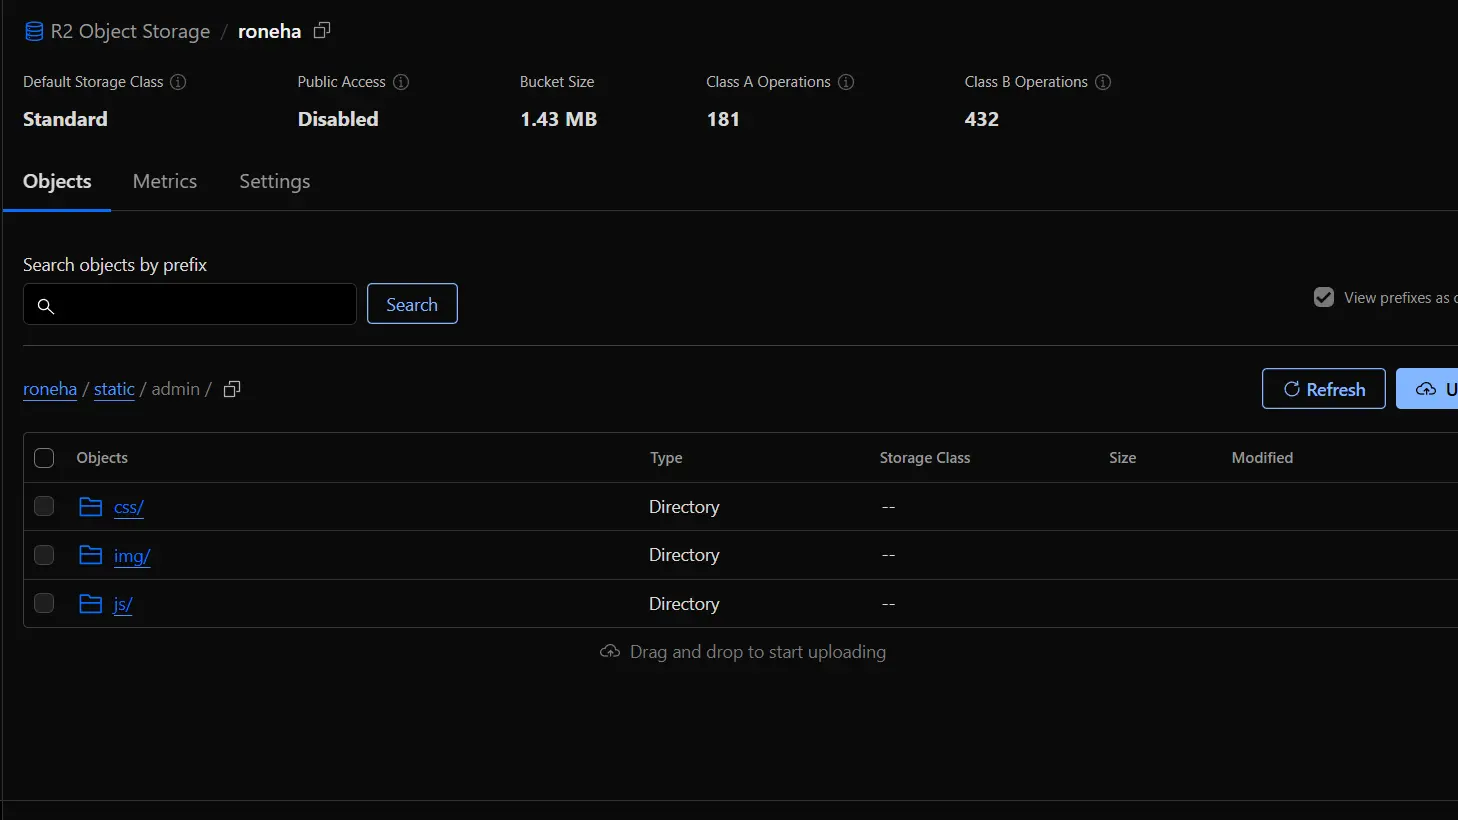 R2 Object Storage / roneha
Default Storage Class Public Access Bucket Size Class A Operations Class B Operations
Standard Disabled 1.43 MB 181 432
Objects Metrics Settings
Search objects by prefix
Search
View prefixes as
roneha / static / admin /
Refresh
Objects Type Storage Class Size Modified
css/ Directory --
img/ Directory --
js/ Directory --
Drag and drop to start uploading